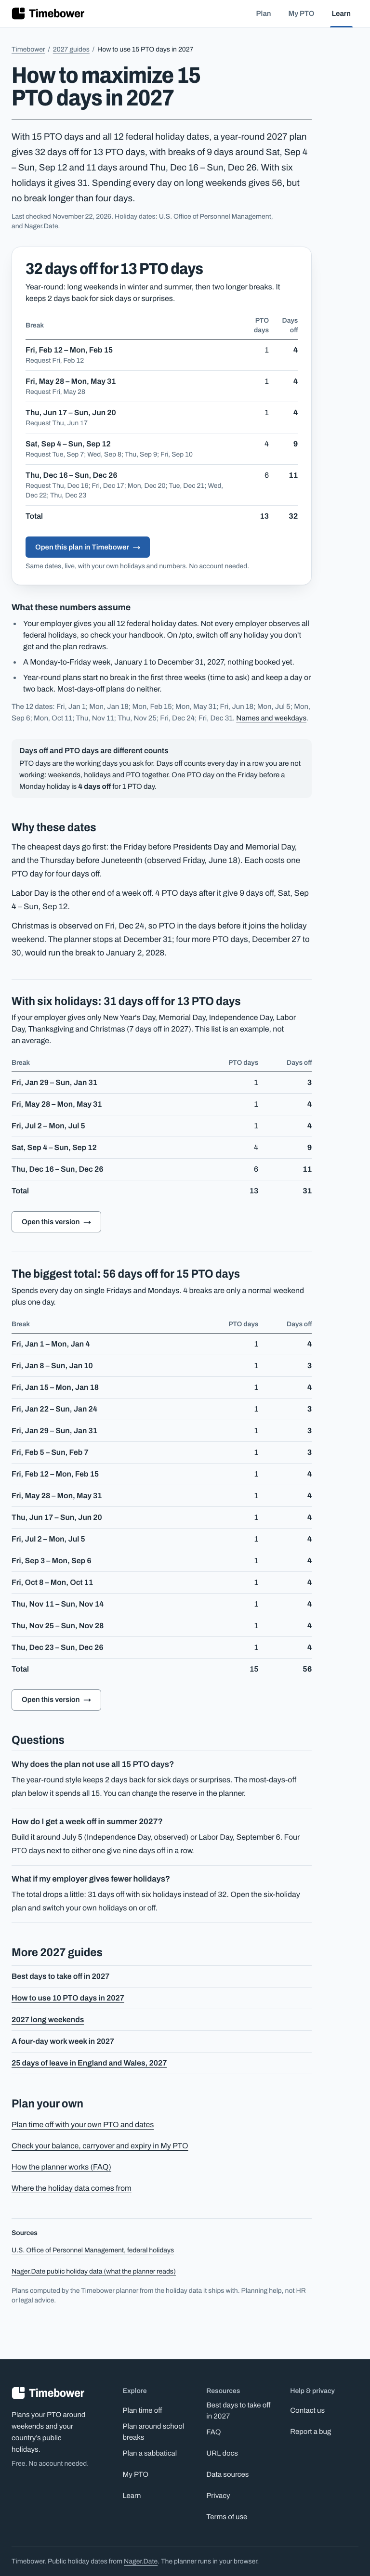 Timebower
Plan
My PTO
Learn
Timebower / 2027 guides / How to use 15 PTO days in 2027
How to maximize 15
PTO days in 2027
With 15 PTO days and all 12 federal holiday dates, a year-round 2027 plan
gives 32 days off for 13 PTO days, with breaks of 9 days around Sat, Sep 4
– Sun, Sep 12 and 11 days around Thu, Dec 16 – Sun, Dec 26. With six
holidays it gives 31. Spending every day on long weekends gives 56, but
no break longer than four days.
Last checked November 22, 2026. Holiday dates: U.S. Office of Personnel Management,
and Nager.Date.
32 days off for 13 PTO days
Year-round: long weekends in winter and summer, then two longer breaks. It
keeps 2 days back for sick days or surprises.
Break PTO days Days off
Fri, Feb 12 – Mon, Feb 15 1 4
Request Fri, Feb 12
Fri, May 28 – Mon, May 31 1 4
Request Fri, May 28
Thu, Jun 17 – Sun, Jun 20 1 4
Request Thu, Jun 17
Sat, Sep 4 – Sun, Sep 12 4 9
Request Tue, Sep 7; Wed, Sep 8; Thu, Sep 9; Fri, Sep 10
Thu, Dec 16 – Sun, Dec 26 6 11
Request Thu, Dec 16; Fri, Dec 17; Mon, Dec 20; Tue, Dec 21; Wed,
Dec 22; Thu, Dec 23
Total 13 32
Open this plan in Timebower →
Same dates, live, with your own holidays and numbers. No account needed.
What these numbers assume
• Your employer gives you all 12 federal holiday dates. Not every employer observes all
federal holidays, so check your handbook. On /pto, switch off any holiday you don't
get and the plan redraws.
• A Monday-to-Friday week, January 1 to December 31, 2027, nothing booked yet.
• Year-round plans start no break in the first three weeks (time to ask) and keep a day or
two back. Most-days-off plans do neither.
The 12 dates: Fri, Jan 1; Mon, Jan 18; Mon, Feb 15; Mon, May 31; Fri, Jun 18; Mon, Jul 5; Mon,
Sep 6; Mon, Oct 11; Thu, Nov 11; Thu, Nov 25; Fri, Dec 24; Fri, Dec 31. Names and weekdays.
Days off and PTO days are different counts
PTO days are the working days you ask for. Days off counts every day in a row you are not
working: weekends, holidays and PTO together. One PTO day on the Friday before a
Monday holiday is 4 days off for 1 PTO day.
Why these dates
The cheapest days go first: the Friday before Presidents Day and Memorial Day,
and the Thursday before Juneteenth (observed Friday, June 18). Each costs one
PTO day for four days off.
Labor Day is the other end of a week off. 4 PTO days after it give 9 days off, Sat, Sep
4 – Sun, Sep 12.
Christmas is observed on Fri, Dec 24, so PTO in the days before it joins the holiday
weekend. The planner stops at December 31; four more PTO days, December 27 to
30, would run the break to January 2, 2028.
With six holidays: 31 days off for 13 PTO days
If your employer gives only New Year's Day, Memorial Day, Independence Day, Labor
Day, Thanksgiving and Christmas (7 days off in 2027). This list is an example, not
an average.
Break PTO days Days off
Fri, Jan 29 – Sun, Jan 31 1 3
Fri, May 28 – Mon, May 31 1 4
Fri, Jul 2 – Mon, Jul 5 1 4
Sat, Sep 4 – Sun, Sep 12 4 9
Thu, Dec 16 – Sun, Dec 26 6 11
Total 13 31
Open this version →
The biggest total: 56 days off for 15 PTO days
Spends every day on single Fridays and Mondays. 4 breaks are only a normal weekend
plus one day.
Break PTO days Days off
Fri, Jan 1 – Mon, Jan 4 1 4
Fri, Jan 8 – Sun, Jan 10 1 3
Fri, Jan 15 – Mon, Jan 18 1 4
Fri, Jan 22 – Sun, Jan 24 1 3
Fri, Jan 29 – Sun, Jan 31 1 3
Fri, Feb 5 – Sun, Feb 7 1 3
Fri, Feb 12 – Mon, Feb 15 1 4
Fri, May 28 – Mon, May 31 1 4
Thu, Jun 17 – Sun, Jun 20 1 4
Fri, Jul 2 – Mon, Jul 5 1 4
Fri, Sep 3 – Mon, Sep 6 1 4
Fri, Oct 8 – Mon, Oct 11 1 4
Thu, Nov 11 – Sun, Nov 14 1 4
Thu, Nov 25 – Sun, Nov 28 1 4
Thu, Dec 23 – Sun, Dec 26 1 4
Total 15 56
Open this version →
Questions
Why does the plan not use all 15 PTO days?
The year-round style keeps 2 days back for sick days or surprises. The most-days-off
plan below it spends all 15. You can change the reserve in the planner.
How do I get a week off in summer 2027?
Build it around July 5 (Independence Day, observed) or Labor Day, September 6. Four
PTO days next to either one give nine days off in a row.
What if my employer gives fewer holidays?
The total drops a little: 31 days off with six holidays instead of 32. Open the six-holiday
plan and switch your own holidays on or off.
More 2027 guides
Best days to take off in 2027
How to use 10 PTO days in 2027
2027 long weekends
A four-day work week in 2027
25 days of leave in England and Wales, 2027
Plan your own
Plan time off with your own PTO and dates
Check your balance, carryover and expiry in My PTO
How the planner works (FAQ)
Where the holiday data comes from
Sources
U.S. Office of Personnel Management, federal holidays
Nager.Date public holiday data (what the planner reads)
Plans computed by the Timebower planner from the holiday data it ships with. Planning help, not HR
or legal advice.
Timebower
Plans your PTO around
weekends and your
country's public
holidays.
Free. No account needed.
Explore
Plan time off
Plan around school
breaks
Plan a sabbatical
My PTO
Learn
Resources
Best days to take off
in 2027
FAQ
URL docs
Data sources
Privacy
Terms of use
Help & privacy
Contact us
Report a bug
Timebower. Public holiday dates from Nager.Date. The planner runs in your browser.